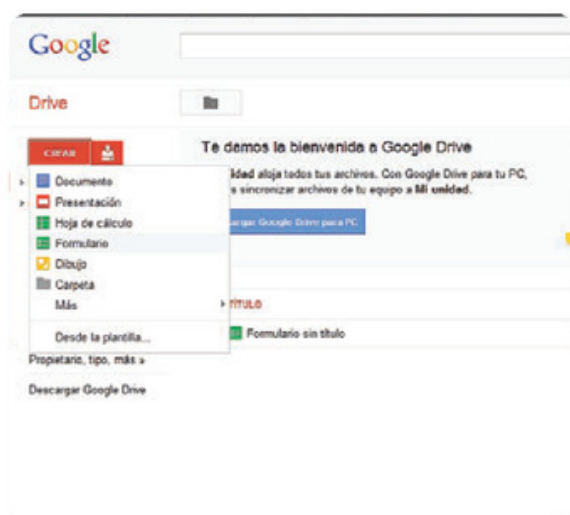 Google
Drive
CREAR
Te damos la bienvenida a Google Drive
idad aloja todos tus archivos. Con Google Drive para tu PC,
sincronizar archivos de tu equipo a Mi unidad.
argar Google Drive para PC
Documento
Presentación
Hoja de cálculo
Formulario
Dibujo
Carpeta
Más
Desde la plantilla...
TÍTULO
Formulario sin título
Propietario, tipo, más »
Descargar Google Drive